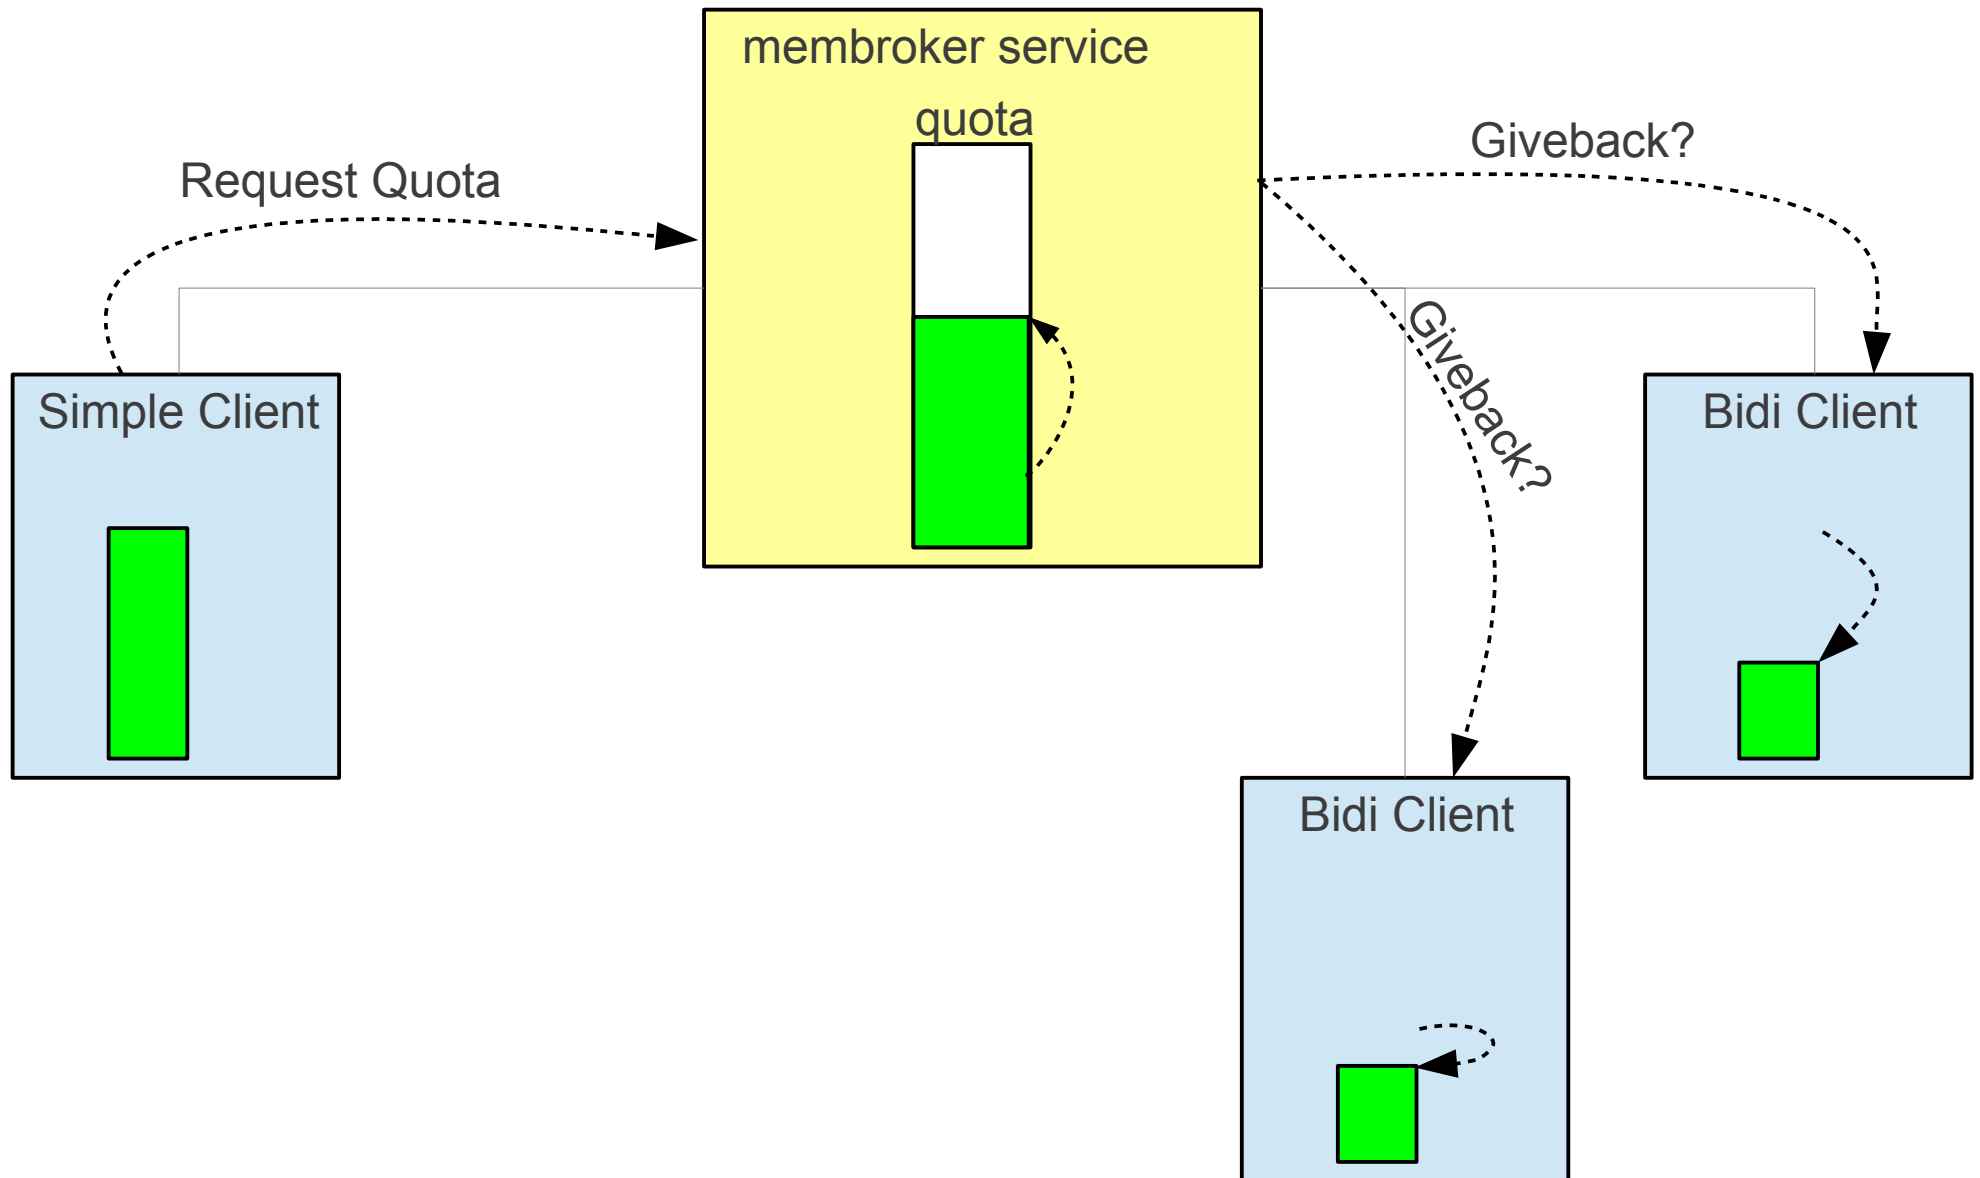 membroker service
quota
Request Quota
Giveback?
Giveback?
Simple Client
Bidi Client
Bidi Client